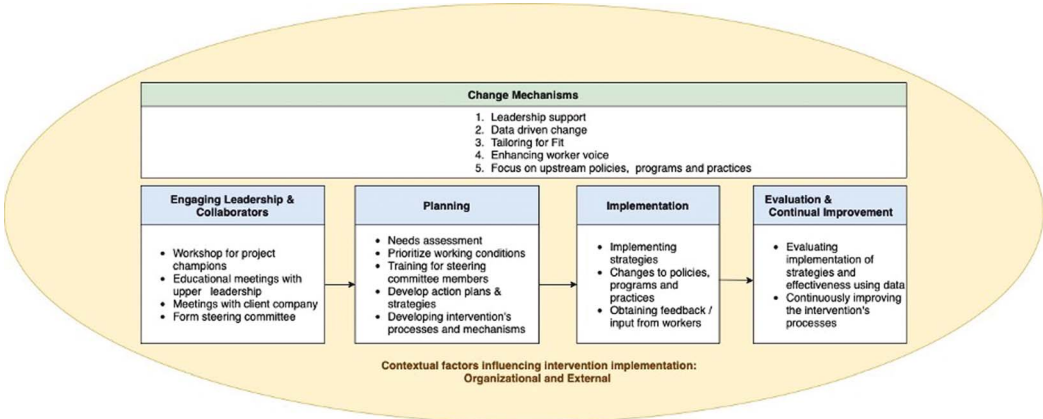 Change Mechanisms
1. Leadership support
2. Data driven change
3. Tailoring for Fit
4. Enhancing worker voice
5. Focus on upstream policies, programs and practices
Engaging Leadership &
Collaborators
• Workshop for project
champions
• Educational meetings with
upper leadership
• Meetings with client company
• Form steering committee
Planning
• Needs assessment
• Prioritize working conditions
• Training for steering
committee members
• Develop action plans &
strategies
• Developing intervention's
processes and mechanisms
Implementation
• Implementing
strategies
• Changes to policies,
programs and
practices
• Obtaining feedback /
input from workers
Evaluation &
Continual Improvement
• Evaluating
implementation of
strategies and
effectiveness using data
• Continuously improving
the intervention's
processes
Contextual factors influencing intervention implementation:
Organizational and External